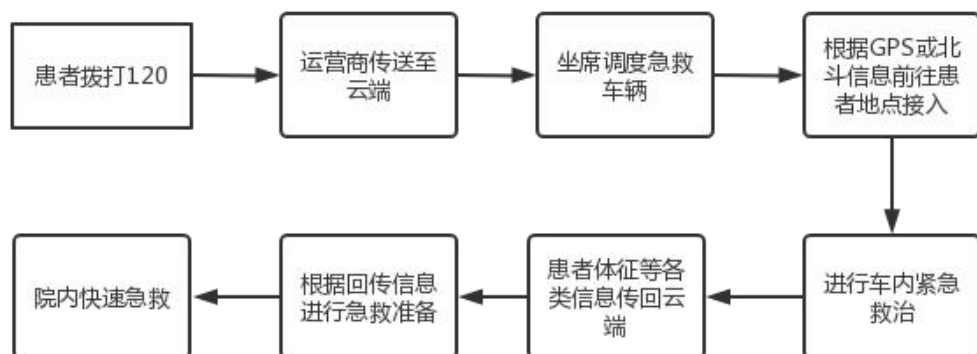 患者拨打120
运营商传送至
云端
坐席调度急救
车辆
根据GPS或北
斗信息前往患
者地点接入
进行车内紧急
救治
患者体征等各
类信息传回云
端
根据回传信息
进行急救准备
院内快速急救